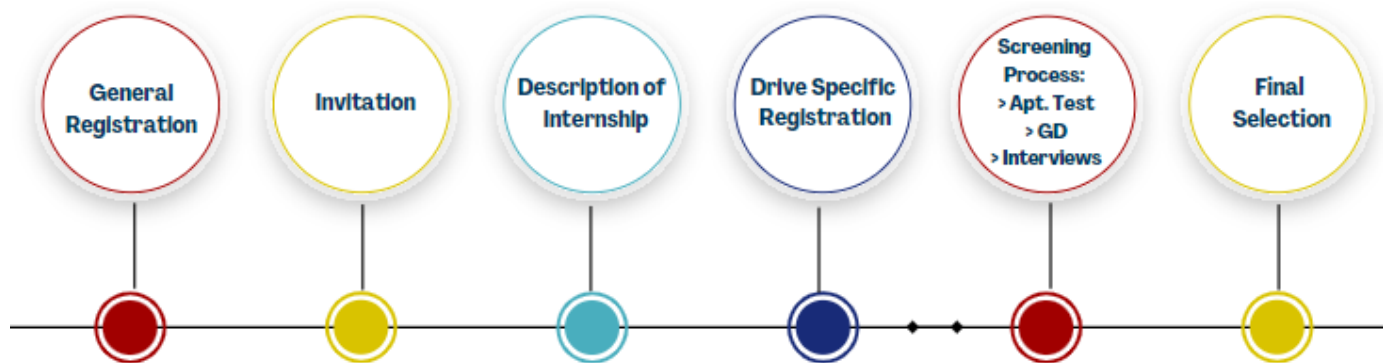 General
Registration
Invitation
Description of
Internship
Drive Specific
Registration
Screening
Process:
> Apt. Test
> GD
> Interviews
Final
Selection